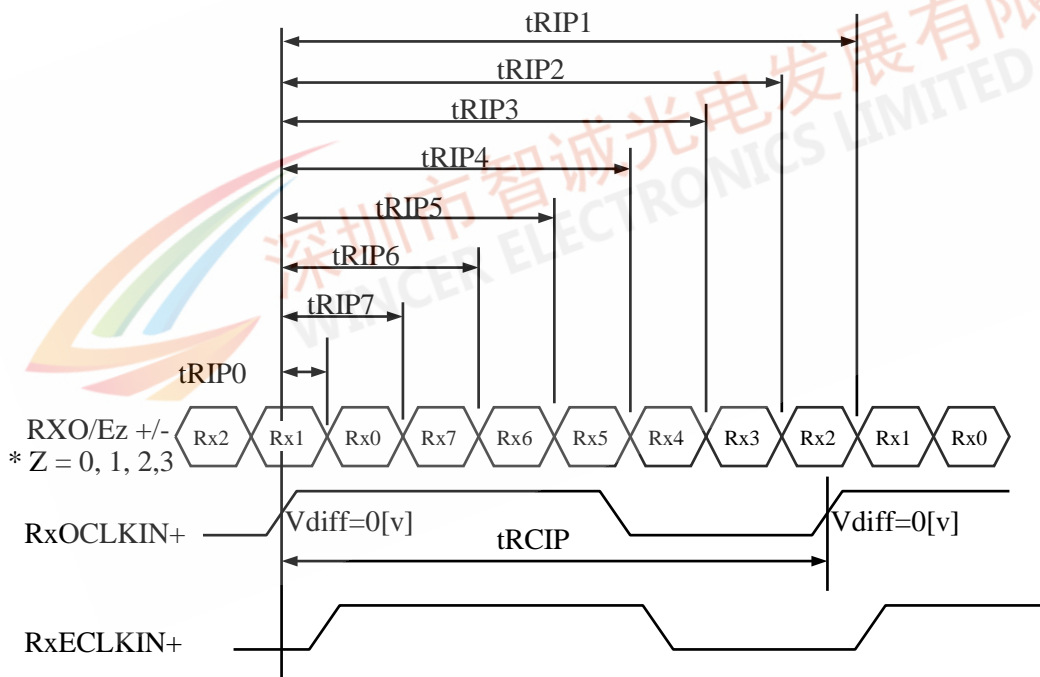 tRIP1
tRIP2
tRIP3
tRIP4
tRIP5
tRIP6
tRIP7
tRIP0
RXO/Ez +/-
* Z = 0, 1, 2,3
Rx2 Rx1 Rx0 Rx7 Rx6 Rx5 Rx4 Rx3 Rx2 Rx1 Rx0
RxOCLKIN+
Vdiff=0[v] Vdiff=0[v]
tRCIP
RxECLKIN+
深圳市智诚光电发展有限
WINCER ELECTRONICS LIMITED